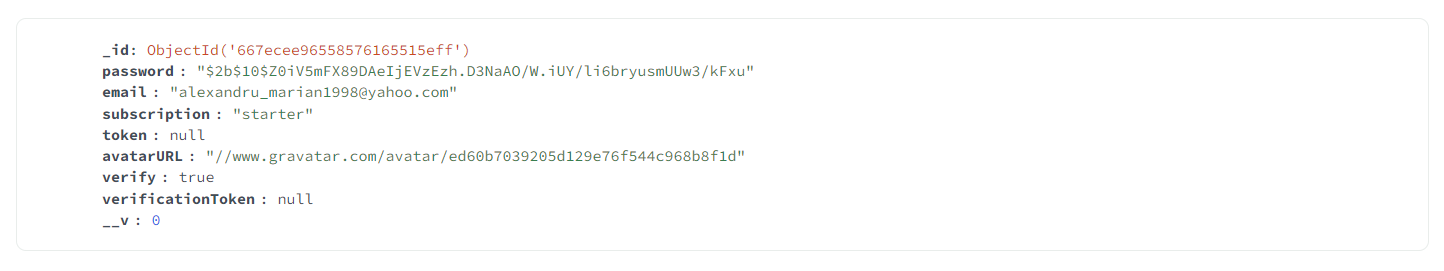 _id: ObjectId('667ecee96558576165515eff')
password : "$2b$10$Z0iV5mFX89DAeIjEVzEzh.D3NaAO/W.iUY/li6bryusmUUw3/kFxu"
email : "alexandru_marian1998@yahoo.com"
subscription : "starter"
token : null
avatarURL : "//www.gravatar.com/avatar/ed60b7039205d129e76f544c968b8f1d"
verify : true
verificationToken : null
__v : 0